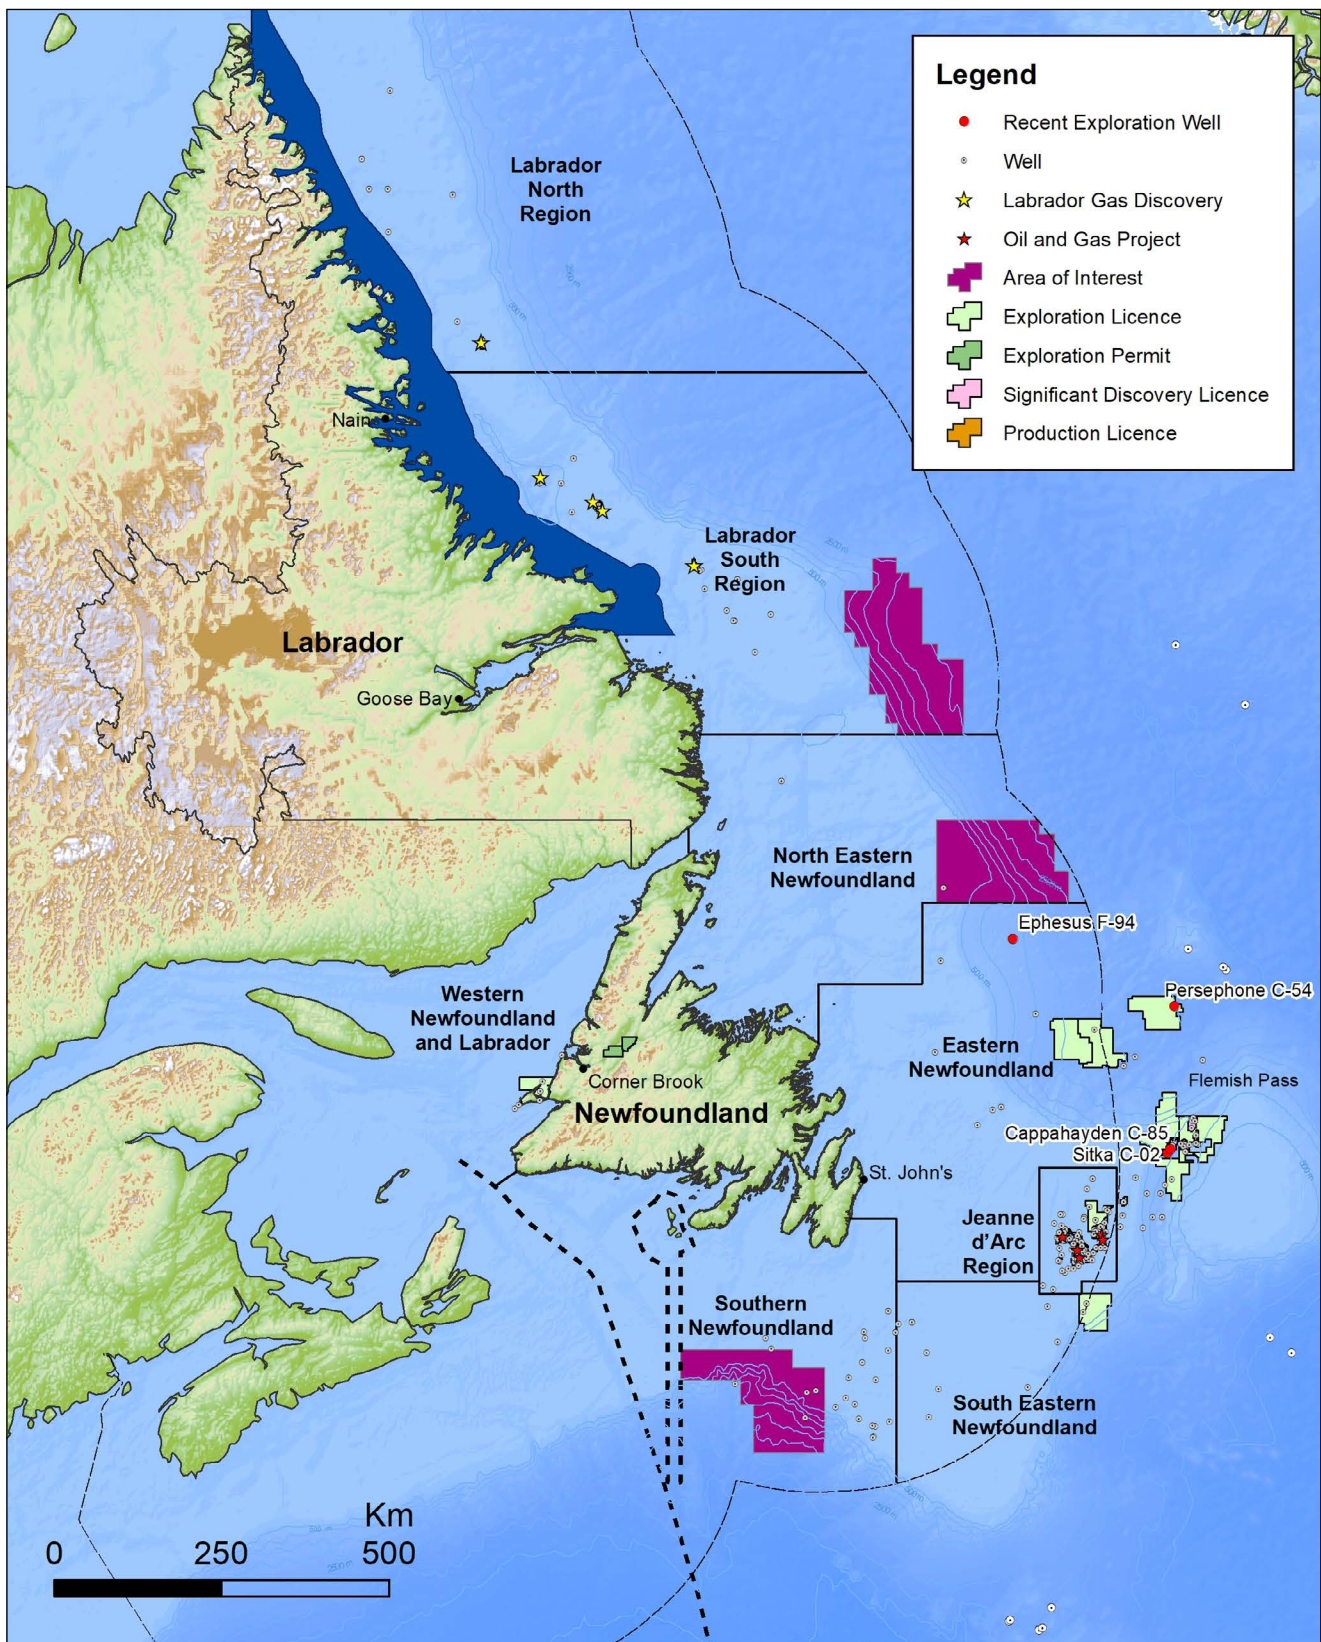 Legend
Recent Exploration Well
Well
Labrador Gas Discovery
Oil and Gas Project
Area of Interest
Exploration Licence
Exploration Permit
Significant Discovery Licence
Production Licence
Labrador
North
Region
Nain
Labrador
South
Region
Labrador
Goose Bay
North Eastern
Newfoundland
Ephesus F-94
Persephone C-54
Western
Newfoundland
and Labrador
Eastern
Newfoundland
Flemish Pass
Corner Brook
Newfoundland
Cappahayden C-85
Sitka C-02
St. John's
Jeanne
d'Arc
Region
Southern
Newfoundland
South Eastern
Newfoundland
Km
0 250 500